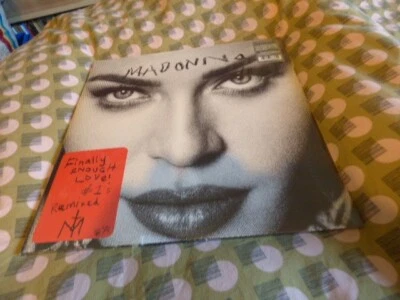 MADONNA
Finally
ENOUGH
LOVE:
#1's
Remixed
M